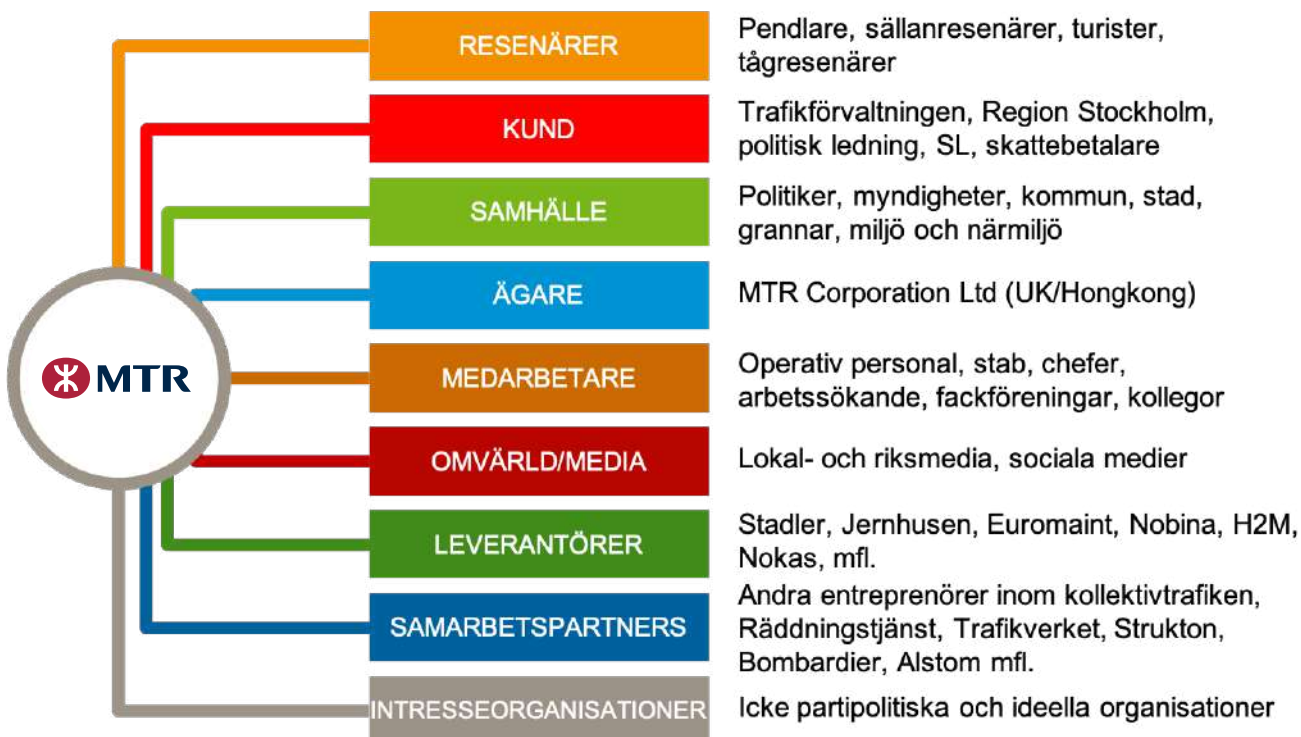 RESENÄRER
Pendlare, sällanresenärer, turister,
tågresenärer
KUND
Trafikförvaltningen, Region Stockholm,
politisk ledning, SL, skattebetalare
SAMHÄLLE
Politiker, myndigheter, kommun, stad,
grannar, miljö och närmiljö
ÄGARE
MTR Corporation Ltd (UK/Hongkong)
MTR
MEDARBETARE
Operativ personal, stab, chefer,
arbetssökande, fackföreningar, kollegor
OMVÄRLD/MEDIA
Lokal- och riksmedia, sociala medier
LEVERANTÖRER
Stadler, Jernhusen, Euromaint, Nobina, H2M,
Nokas, mfl.
SAMARBETSPARTNERS
Andra entreprenörer inom kollektivtrafiken,
Räddningstjänst, Trafikverket, Strukton,
Bombardier, Alstom mfl.
INTRESSEORGANISATIONER
Icke partipolitiska och ideella organisationer